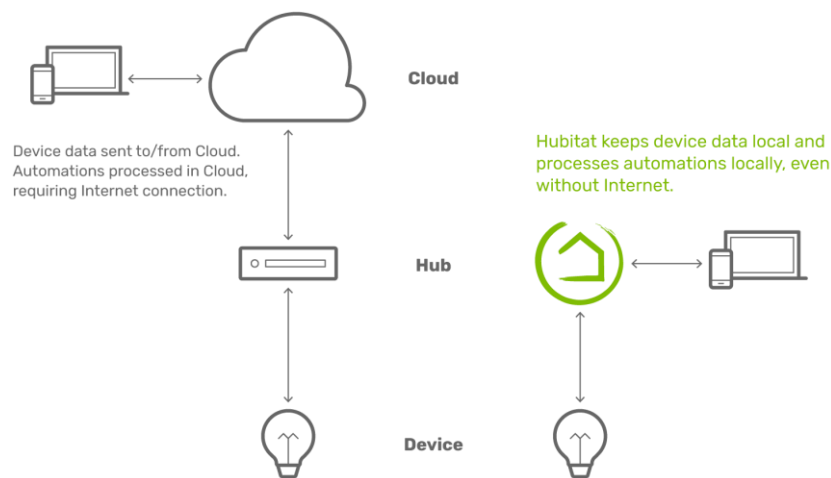 Cloud
Device data sent to/from Cloud.
Automations processed in Cloud,
requiring Internet connection.
Hubitat keeps device data local and
processes automations locally, even
without Internet.
Hub
Device